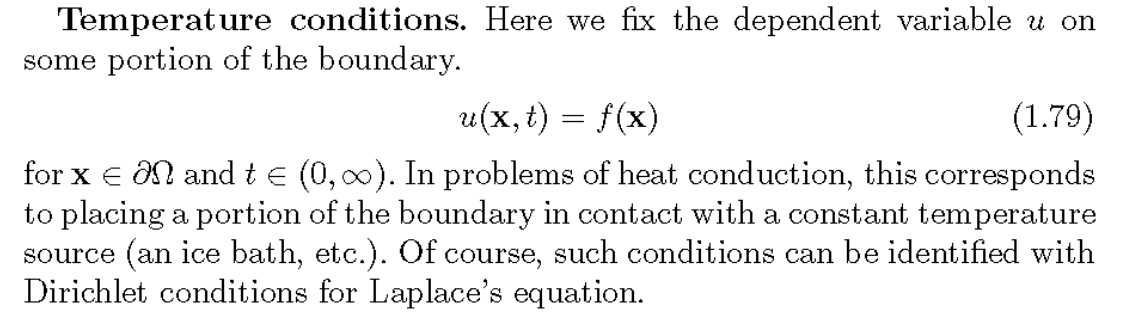 Temperature conditions. Here we fix the dependent variable u on
some portion of the boundary.
u(x, t) = f(x) (1.79)
for x ∈ ∂Ω and t ∈ (0, ∞). In problems of heat conduction, this corresponds
to placing a portion of the boundary in contact with a constant temperature
source (an ice bath, etc.). Of course, such conditions can be identified with
Dirichlet conditions for Laplace's equation.